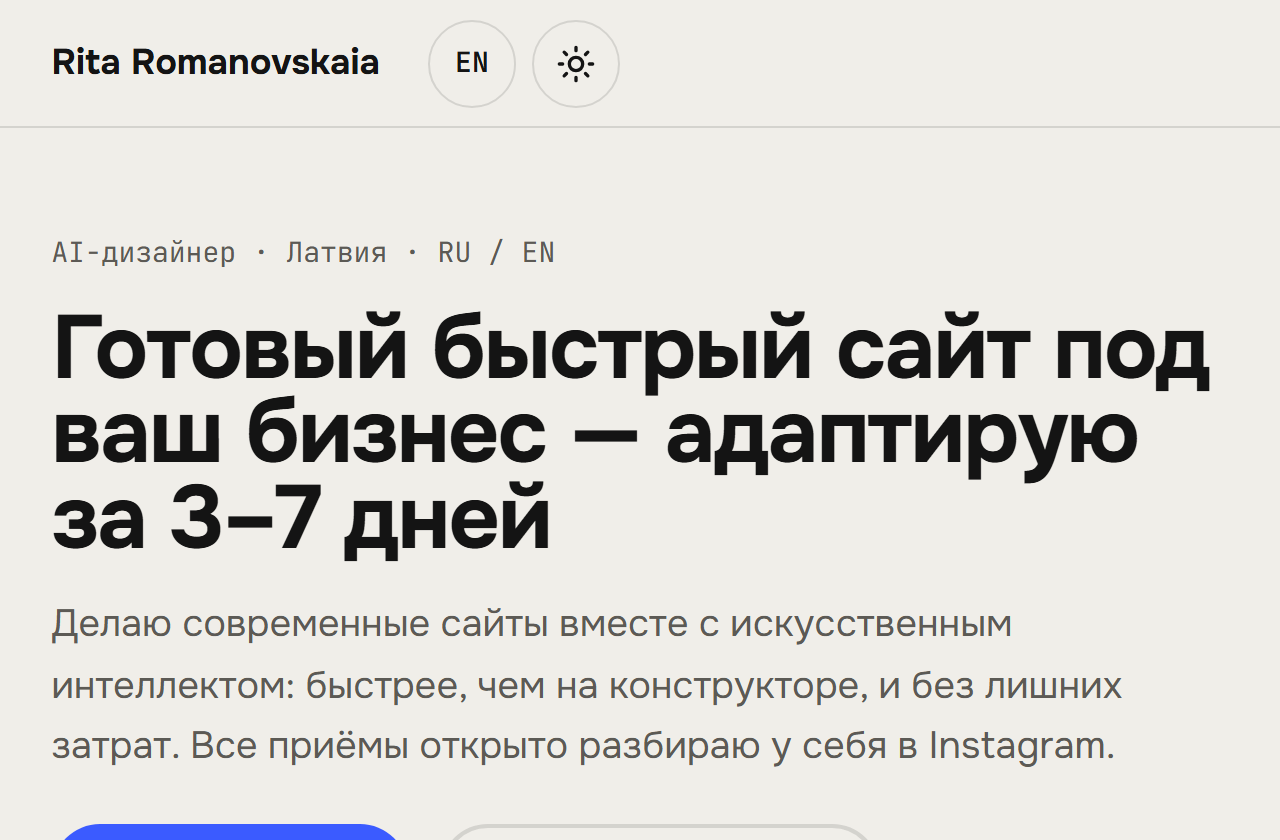 Rita Romanovskaia
EN
AI-дизайнер · Латвия · RU / EN
Готовый быстрый сайт под
ваш бизнес — адаптирую
за 3–7 дней
Делаю современные сайты вместе с искусственным
интеллектом: быстрее, чем на конструкторе, и без лишних
затрат. Все приёмы открыто разбираю у себя в Instagram.